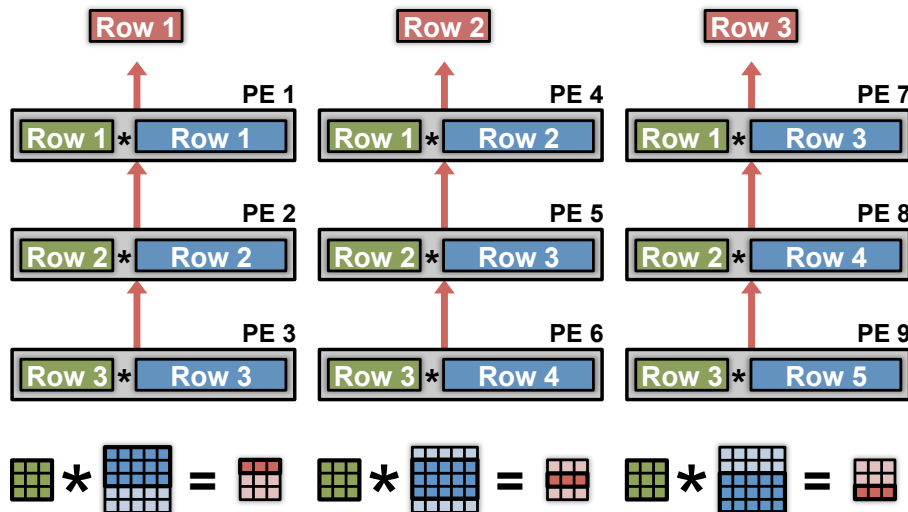 Row 1 Row 2 Row 3
PE 1 PE 4 PE 7
Row 1 * Row 1 Row 1 * Row 2 Row 1 * Row 3
PE 2 PE 5 PE 8
Row 2 * Row 2 Row 2 * Row 3 Row 2 * Row 4
PE 3 PE 6 PE 9
Row 3 * Row 3 Row 3 * Row 4 Row 3 * Row 5
* = * = * =